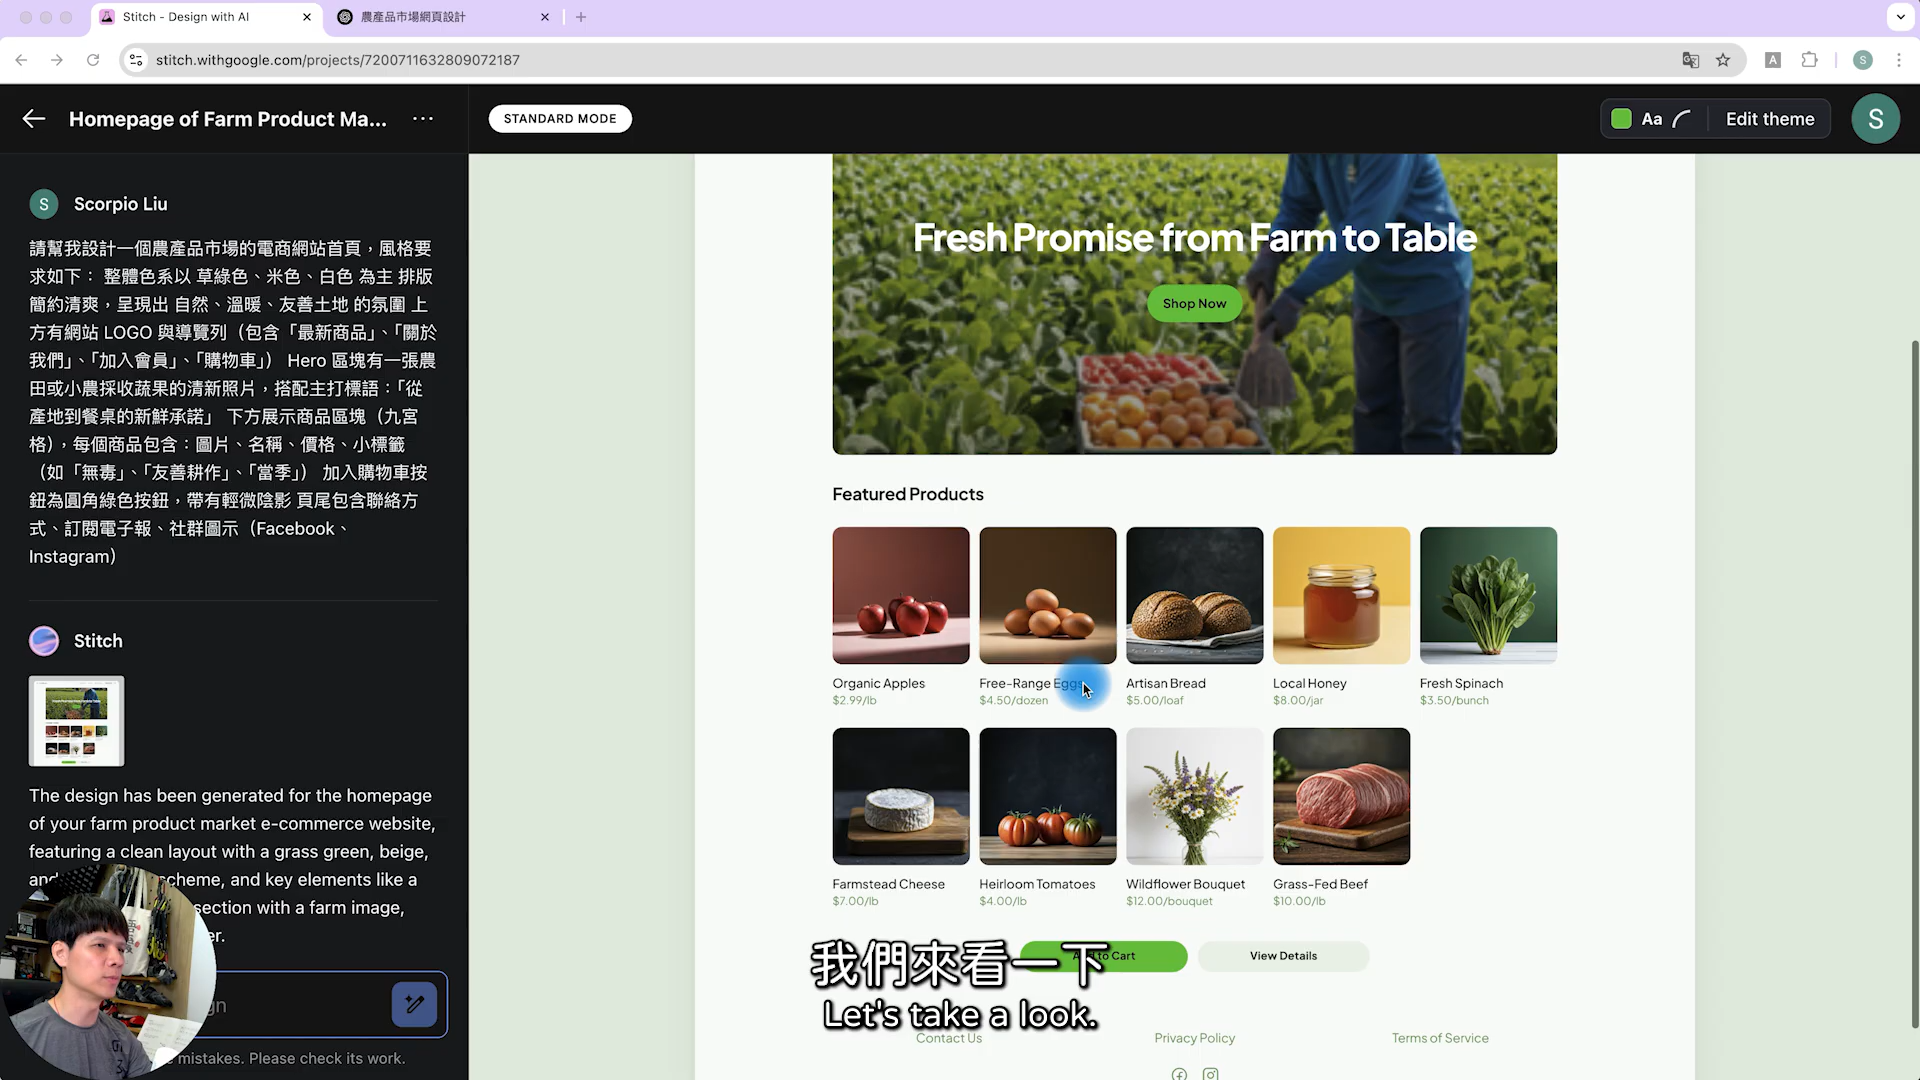 Stitch - Design with AI
農產品市場網頁設計
stitch.withgoogle.com/projects/7200711632809072187
A
S
Homepage of Farm Product Ma...
STANDARD MODE
Aa
Edit theme
S
S
Scorpio Liu
請幫我設計一個農產品市場的電商網站首頁，風格要
求如下： 整體色系以 草綠色、米色、白色 為主 排版
簡約清爽，呈現出 自然、溫暖、友善土地 的氛圍 上
方有網站 LOGO 與導覽列（包含「最新商品」、「關於
我們」、「加入會員」、「購物車」） Hero 區塊有一張農
田或小農採收蔬果的清新照片，搭配主打標語：「從
產地到餐桌的新鮮承諾」 下方展示商品區塊（九宮
格），每個商品包含：圖片、名稱、價格、小標籤
（如「無毒」、「友善耕作」、「當季」） 加入購物車按
鈕為圓角綠色按鈕，帶有輕微陰影 頁尾包含聯絡方
式、訂閱電子報、社群圖示（Facebook、
Instagram）
Stitch
The design has been generated for the homepage
of your farm product market e-commerce website,
featuring a clean layout with a grass green, beige,
and scheme, and key elements like a
section with a farm image,
er.
gn
mistakes. Please check its work.
Fresh Promise from Farm to Table
Shop Now
Featured Products
Organic Apples
$2.99/lb
Free-Range Eggs
$4.50/dozen
Artisan Bread
$5.00/loaf
Local Honey
$8.00/jar
Fresh Spinach
$3.50/bunch
Farmstead Cheese
$7.00/lb
Heirloom Tomatoes
$4.00/lb
Wildflower Bouquet
$12.00/bouquet
Grass-Fed Beef
$10.00/lb
Add to Cart
View Details
我們來看一下
Let's take a look.
Contact Us
Privacy Policy
Terms of Service